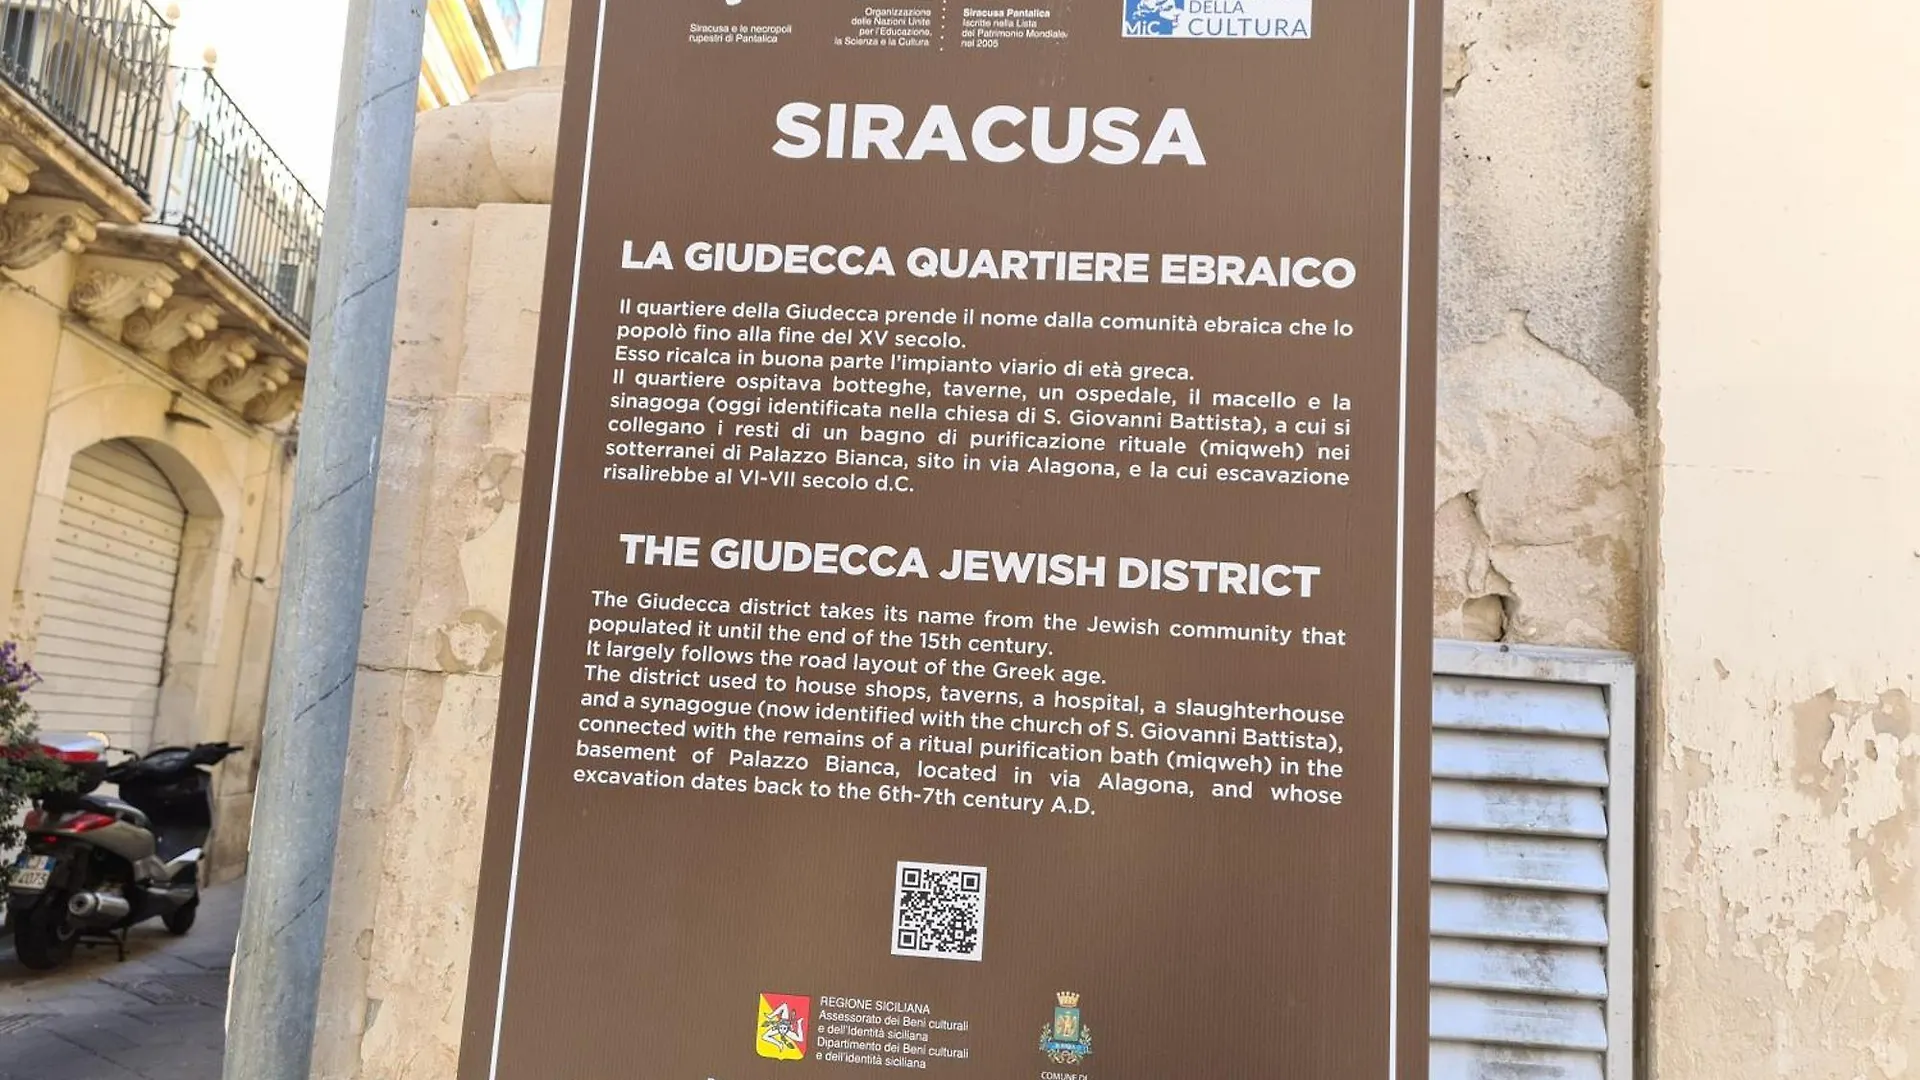 Siracusa e le necropoli
rupestri di Pantalica
Organizzazione
delle Nazioni Unite
per l'Educazione,
la Scienza e la Cultura
Siracusa Pantalica
Iscritte nella Lista
del Patrimonio Mondiale
nel 2005
MiC
DELLA
CULTURA
SIRACUSA
LA GIUDECCA QUARTIERE EBRAICO
Il quartiere della Giudecca prende il nome dalla comunità ebraica che lo
popolò fino alla fine del XV secolo.
Esso ricalca in buona parte l'impianto viario di età greca.
Il quartiere ospitava botteghe, taverne, un ospedale, il macello e la
sinagoga (oggi identificata nella chiesa di S. Giovanni Battista), a cui si
collegano i resti di un bagno di purificazione rituale (miqweh) nei
sotterranei di Palazzo Bianca, sito in via Alagona, e la cui escavazione
risalirebbe al VI-VII secolo d.C.
THE GIUDECCA JEWISH DISTRICT
The Giudecca district takes its name from the Jewish community that
populated it until the end of the 15th century.
It largely follows the road layout of the Greek age.
The district used to house shops, taverns, a hospital, a slaughterhouse
and a synagogue (now identified with the church of S. Giovanni Battista),
connected with the remains of a ritual purification bath (miqweh) in the
basement of Palazzo Bianca, located in via Alagona, and whose
excavation dates back to the 6th-7th century A.D.
REGIONE SICILIANA
Assessorato dei Beni culturali
e dell'Identità siciliana
Dipartimento dei Beni culturali
e dell'identità siciliana
COMUNE DI